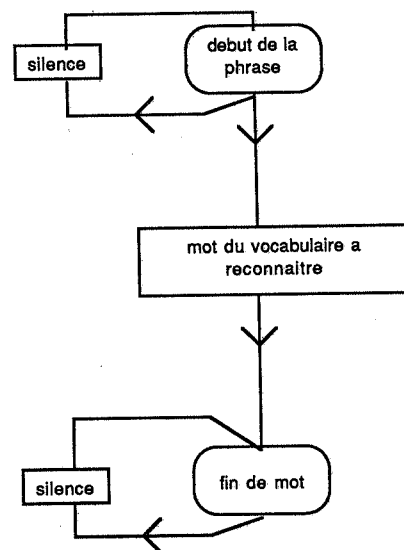 silence
debut de la
phrase
mot du vocabulaire a
reconnaitre
silence
fin de mot